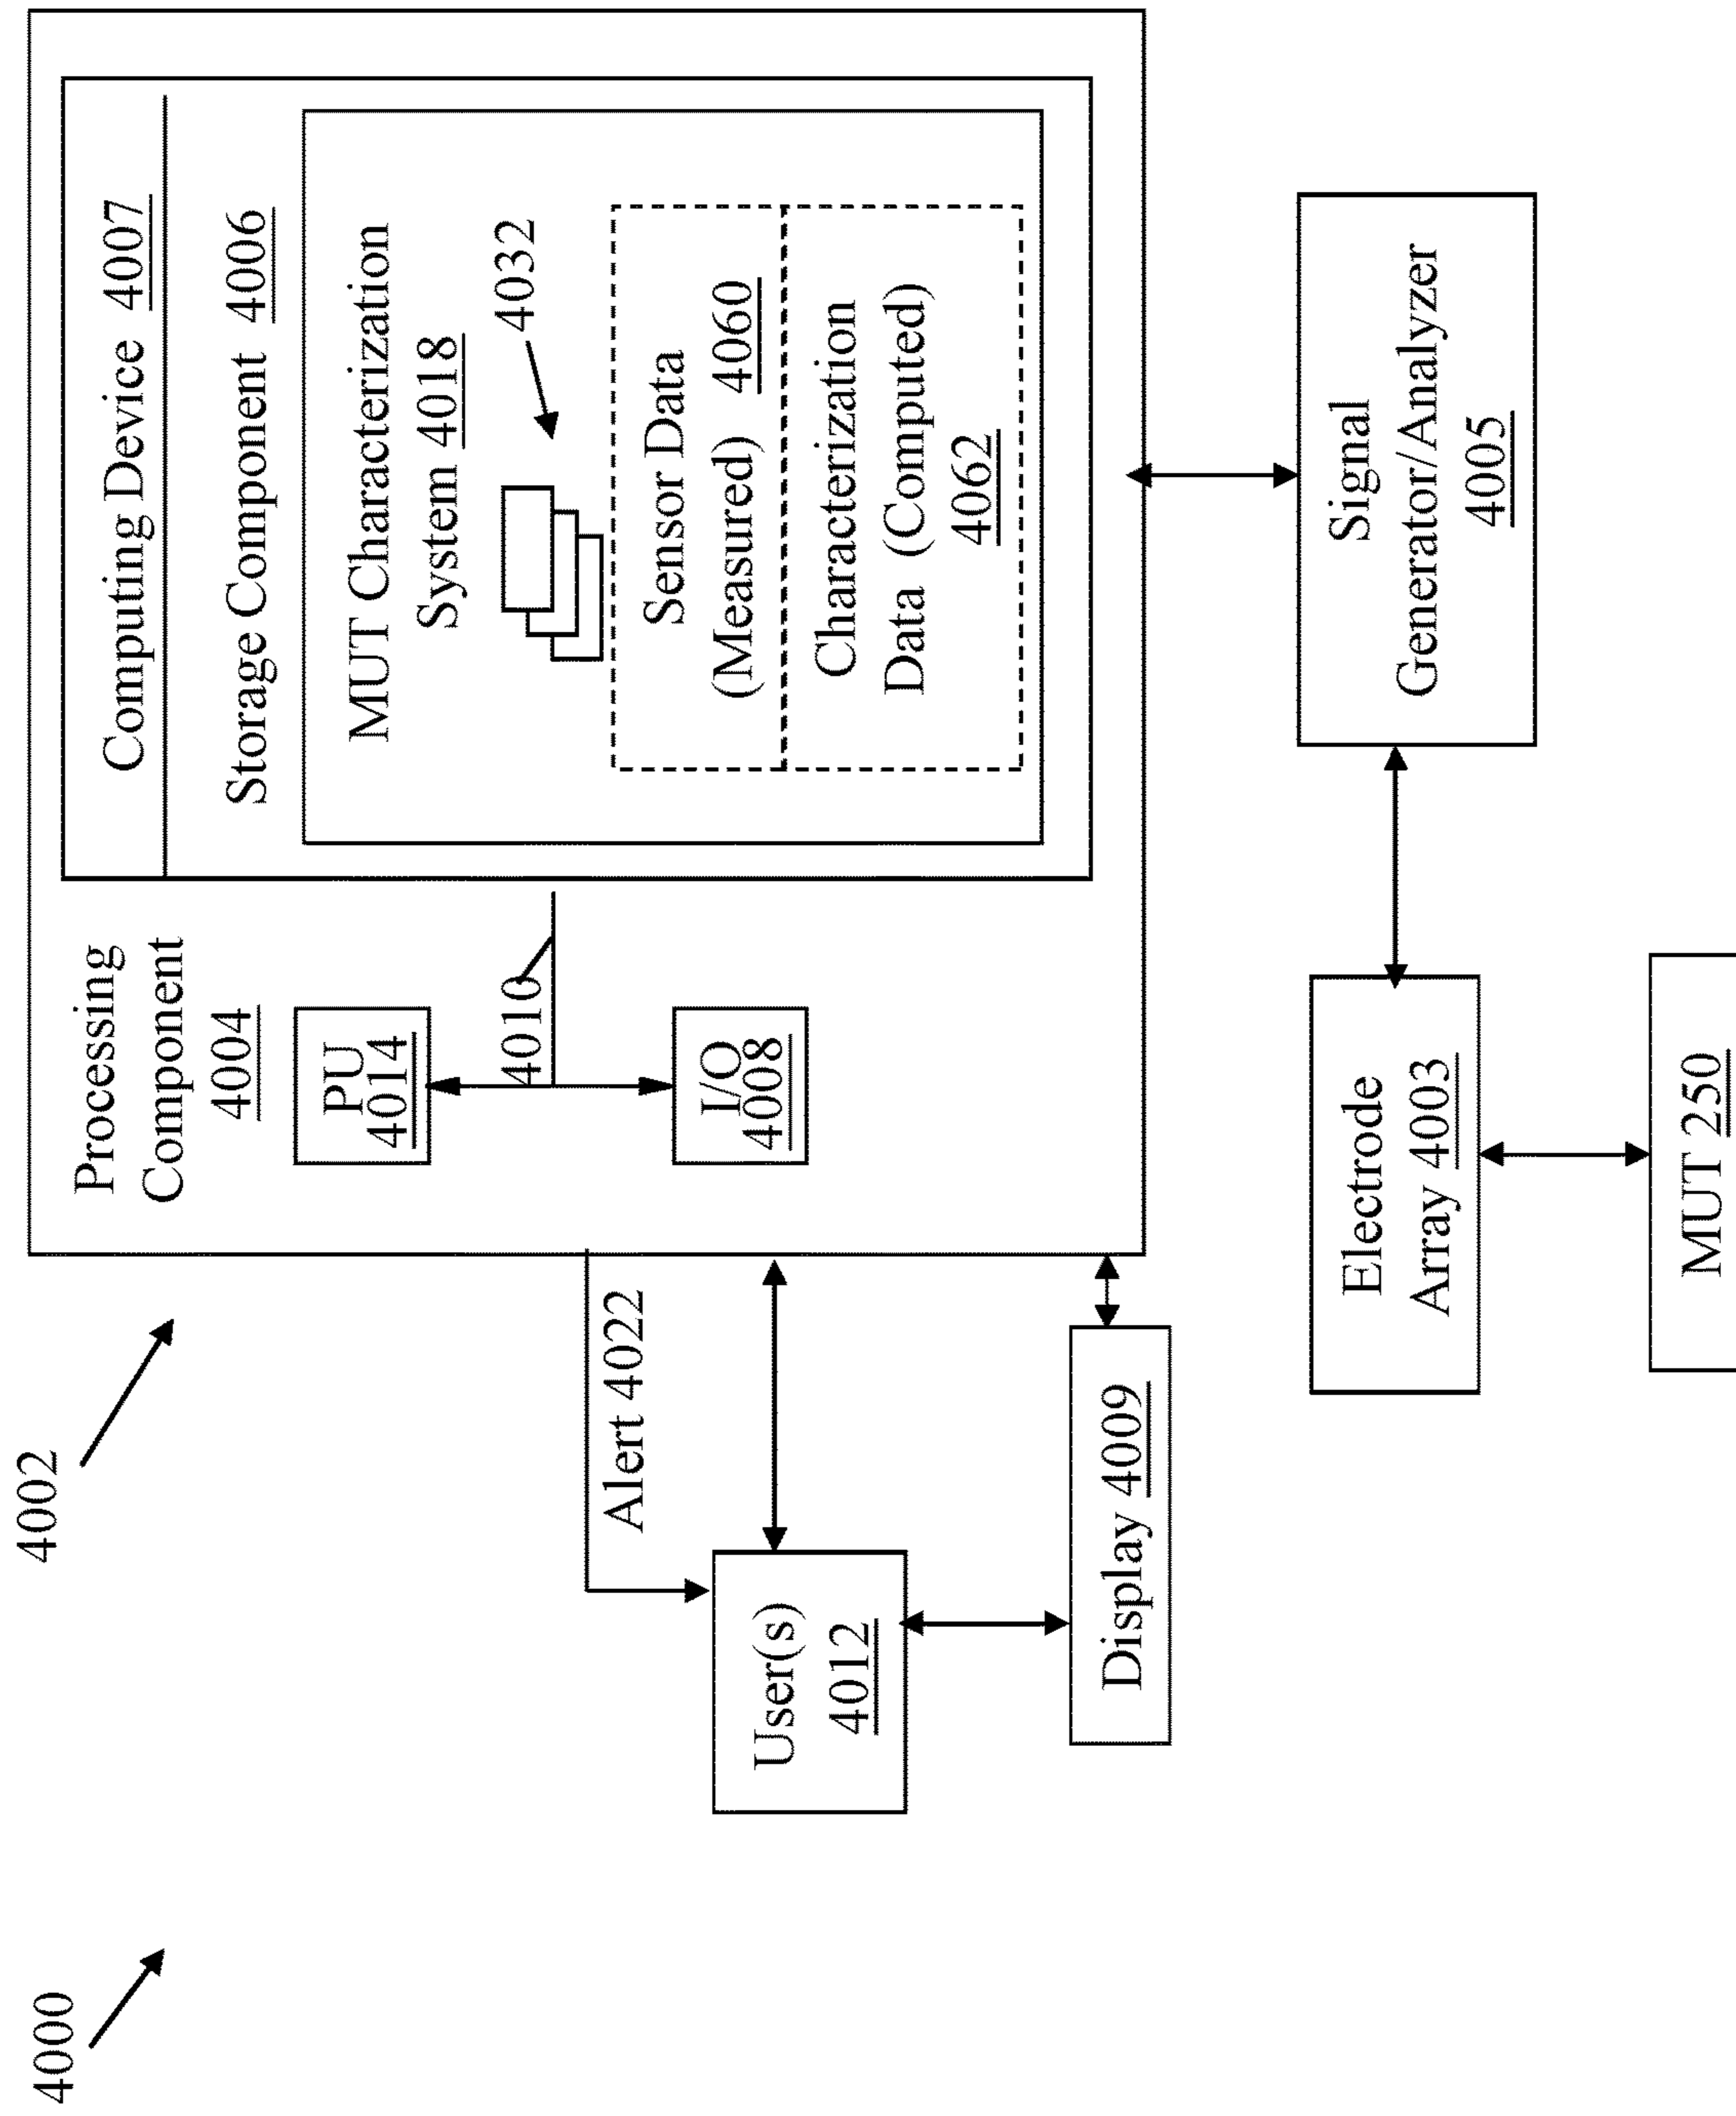 4000
4002
Processing
Component
4004
Computing Device 4007
Storage Component 4006
PU
4014
4010
I/O
4008
MUT Characterization
System 4018
4032
Sensor Data
(Measured) 4060
Characterization
Data (Computed)
4062
Alert 4022
User(s)
4012
Display 4009
Signal
Generator/Analyzer
4005
Electrode
Array 4003
MUT 250